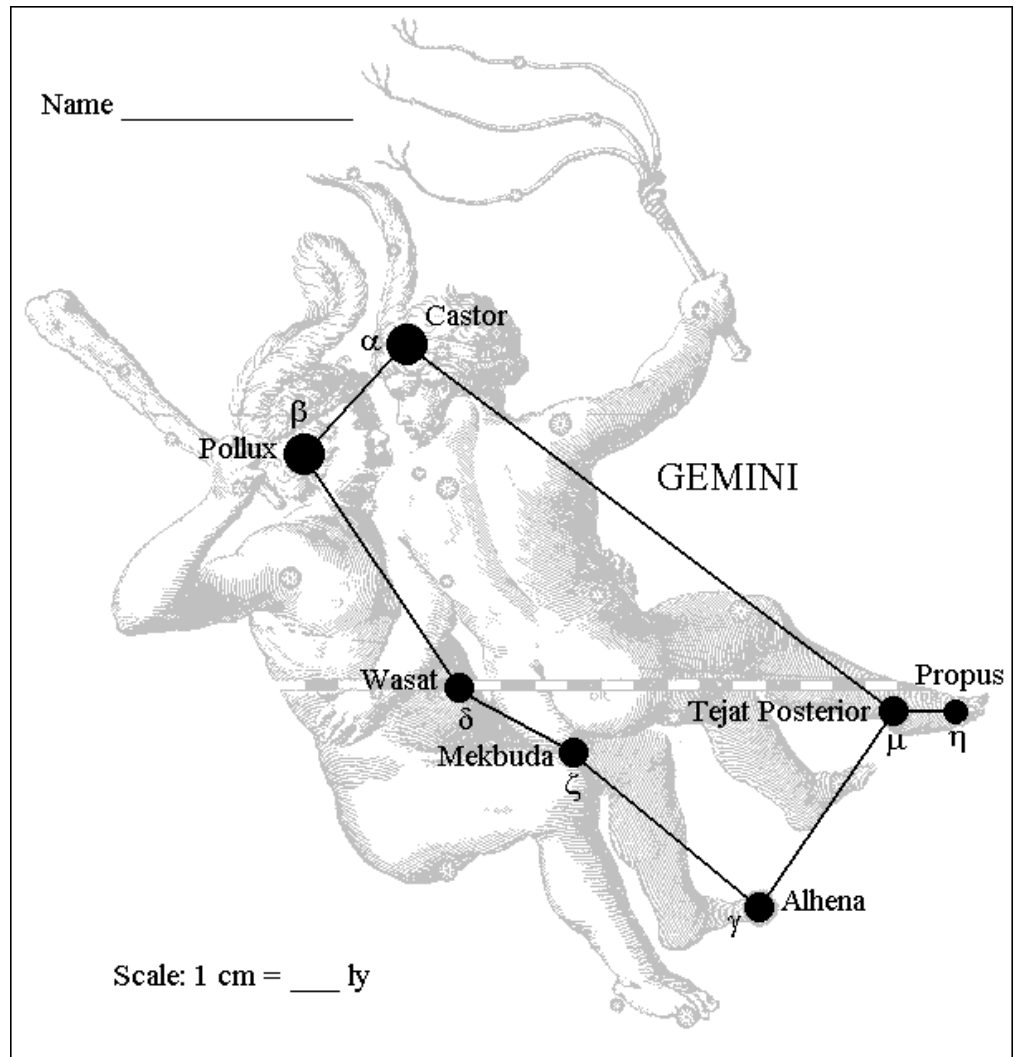 Name _______________
Castor
α
β
Pollux
GEMINI
Propus
Wasat
Tejat Posterior
δ
μ
η
Mekbuda
ζ
Alhena
γ
Scale: 1 cm = ___ ly